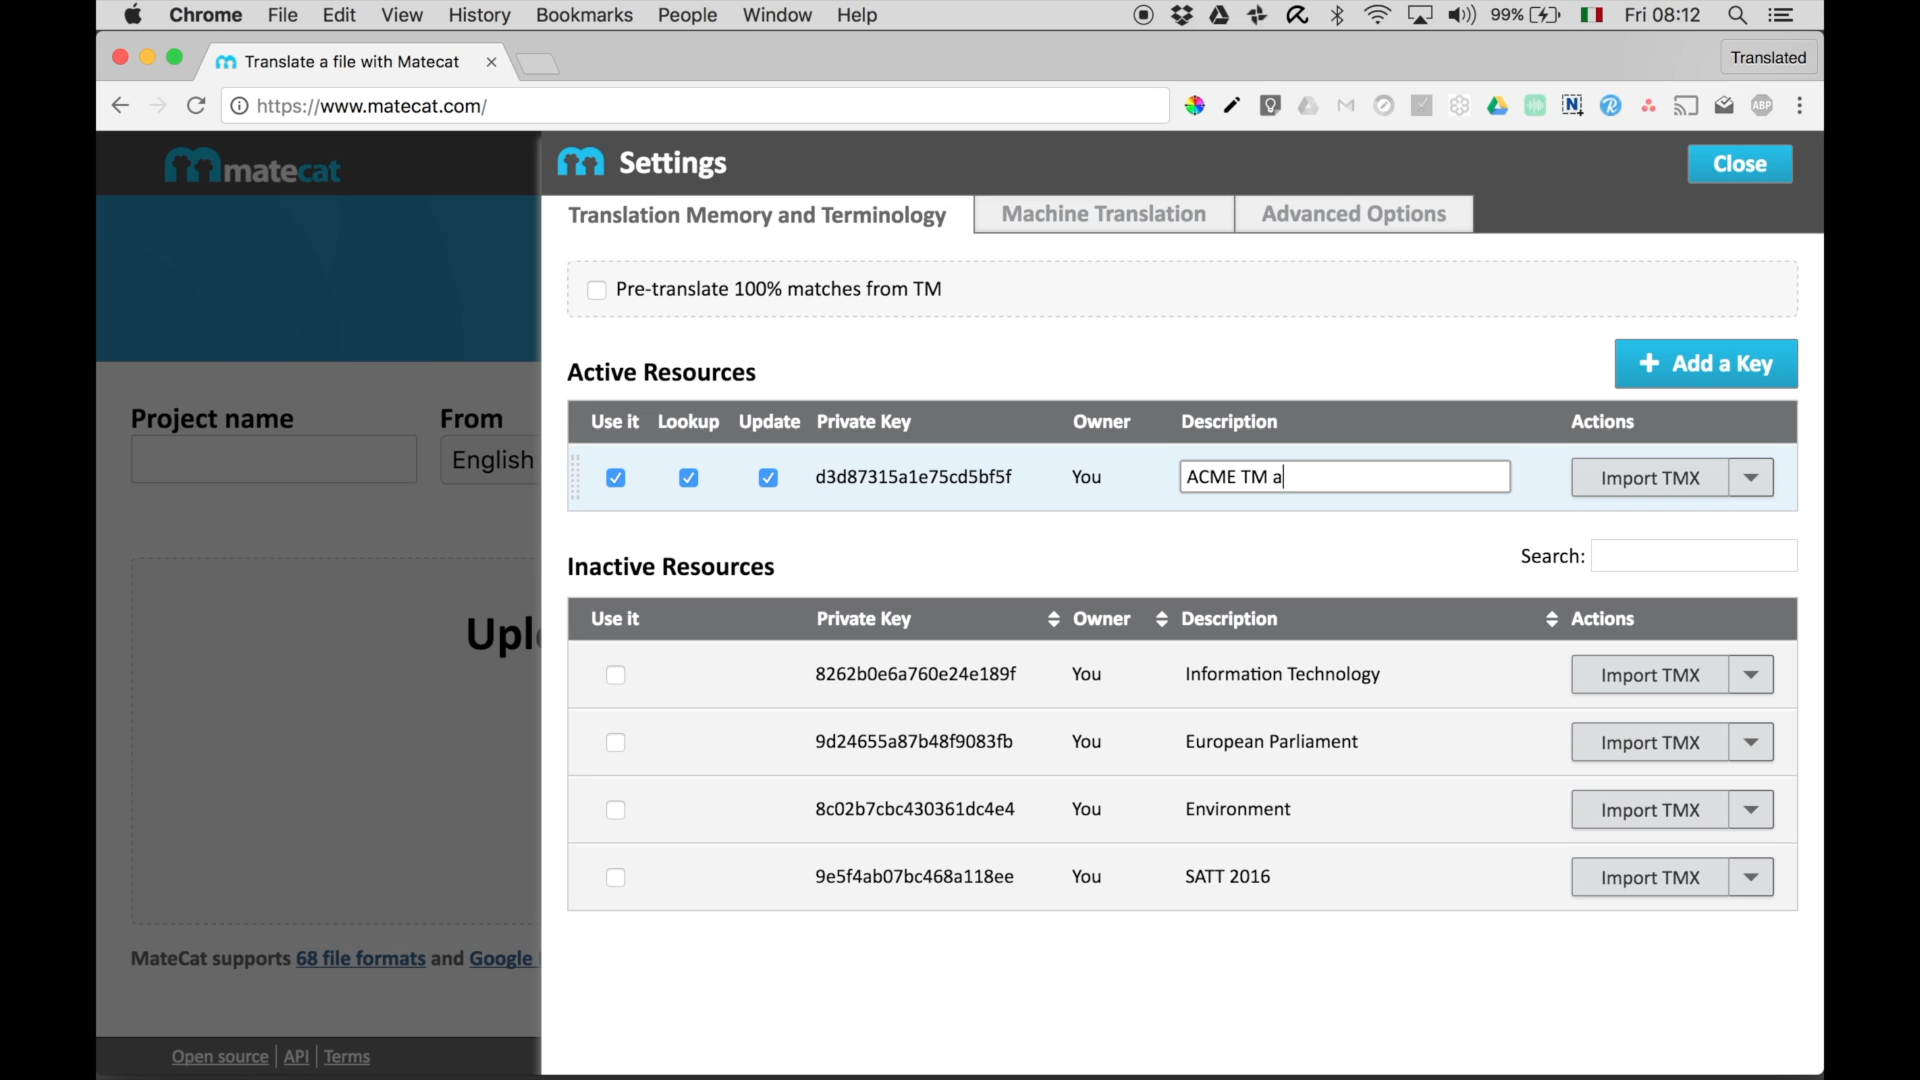 Chrome File Edit View History Bookmarks People Window Help 99% Fri 08:12
Translate a file with Matecat Translated
https://www.matecat.com/ N ABP
matecat Settings Close
Translation Memory and Terminology Machine Translation Advanced Options
Pre-translate 100% matches from TM
Active Resources + Add a Key
Project name From
English
Use it Lookup Update Private Key Owner Description Actions
d3d87315a1e75cd5bf5f You ACME TM a Import TMX
Inactive Resources Search:
Use it Private Key Owner Description Actions
Uplo
8262b0e6a760e24e189f You Information Technology Import TMX
9d24655a87b48f9083fb You European Parliament Import TMX
8c02b7cbc430361dc4e4 You Environment Import TMX
9e5f4ab07bc468a118ee You SATT 2016 Import TMX
MateCat supports 68 file formats and Google
Open source | API | Terms